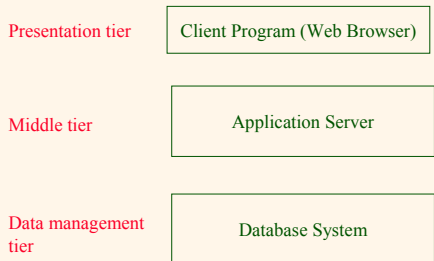 Presentation tier
Client Program (Web Browser)
Middle tier
Application Server
Data management
tier
Database System